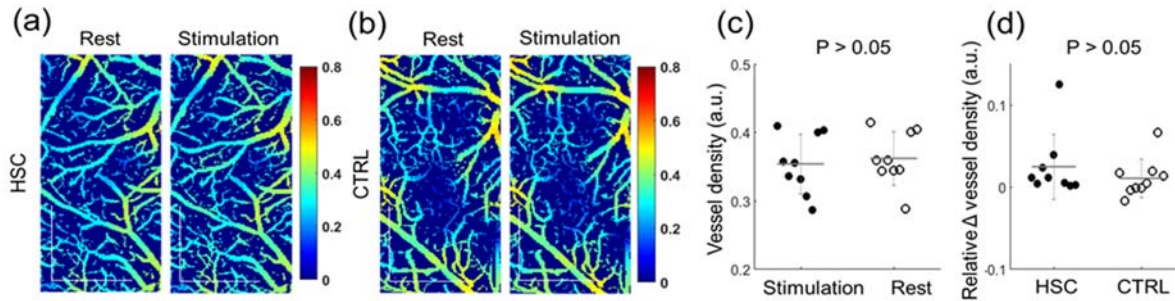 (a)
Rest Stimulation
HSC
0.8
0.6
0.4
0.2
0
(b)
Rest Stimulation
CTRL
0.8
0.6
0.4
0.2
0
(c)
P > 0.05
Vessel density (a.u.)
0.5
0.4
0.3
0.2
Stimulation Rest
(d)
P > 0.05
Relative Δ vessel density (a.u.)
0.1
0
-0.1
HSC CTRL